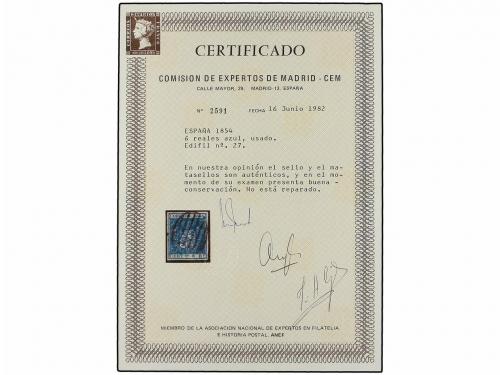 CERTIFICADO
COMISION DE EXPERTOS DE MADRID - CEM
CALLE MAYOR, 29. MADRID-13. ESPAÑA
Nº 2591 FECHA 16 Junio 1982
ESPAÑA 1854
6 reales azul, usado.
Edifil nº. 27.
En nuestra opinión el sello y el ma-
tasellos son auténticos, y en el mo-
mento de su examen presenta buena -
conservación. No está reparado.
MIEMBRO DE LA ASOCIACION NACIONAL DE EXPERTOS EN FILATELIA
E HISTORIA POSTAL. ANEF